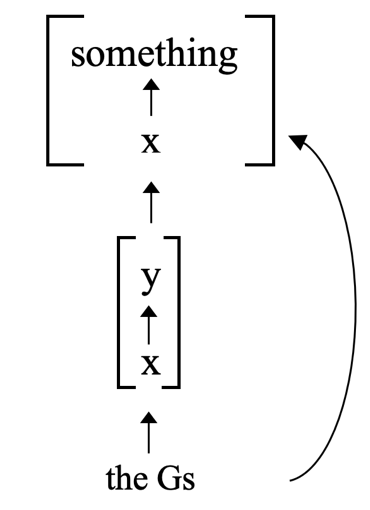 something
x
y
x
the Gs